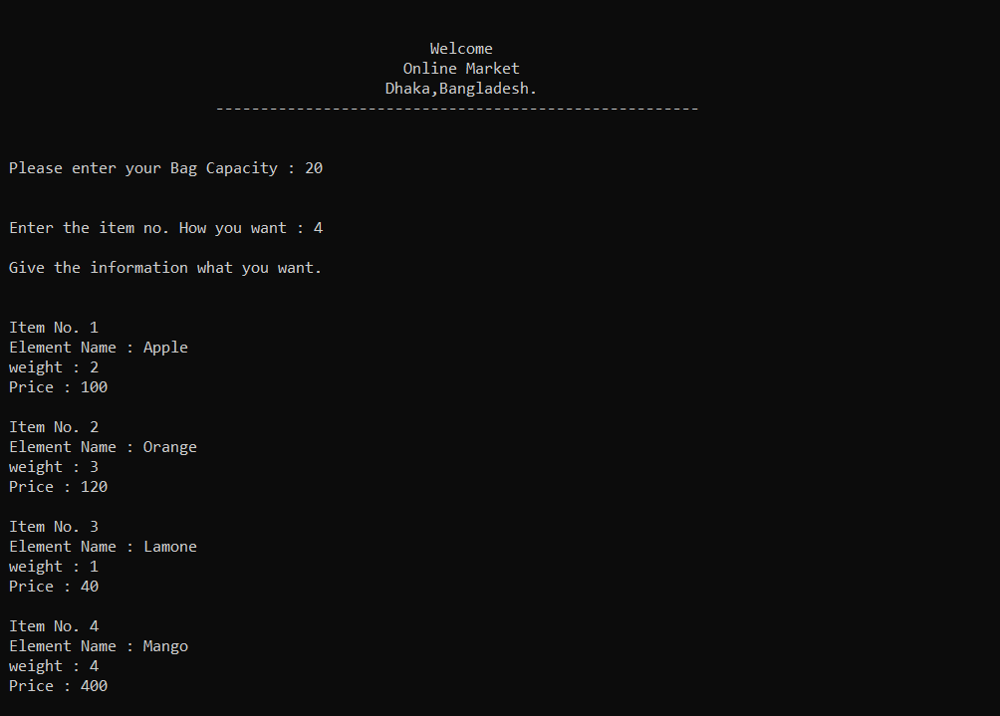 Welcome
Online Market
Dhaka,Bangladesh.
------------------------------------------------------
Please enter your Bag Capacity : 20
Enter the item no. How you want : 4
Give the information what you want.
Item No. 1
Element Name : Apple
weight : 2
Price : 100
Item No. 2
Element Name : Orange
weight : 3
Price : 120
Item No. 3
Element Name : Lamone
weight : 1
Price : 40
Item No. 4
Element Name : Mango
weight : 4
Price : 400